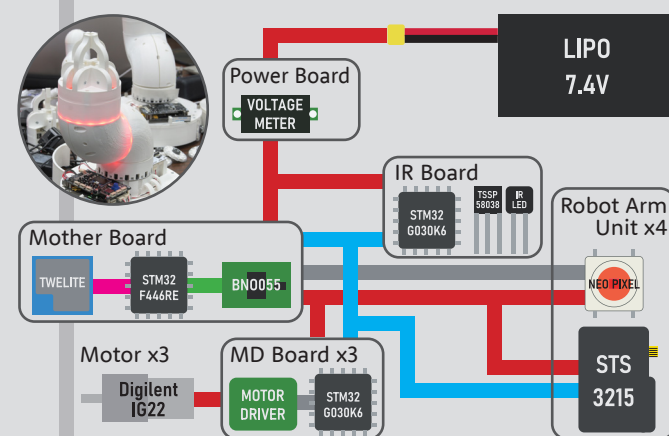 LIPO
7.4V
Power Board
VOLTAGE
METER
IR Board
STM32
G030K6
TSSP
58038
IR
LED
Robot Arm
Unit x4
NEO PIXEL
STS
3215
Mother Board
TWELITE
STM32
F446RE
BNO055
Motor x3
Digilent
IG22
MD Board x3
MOTOR
DRIVER
STM32
G030K6